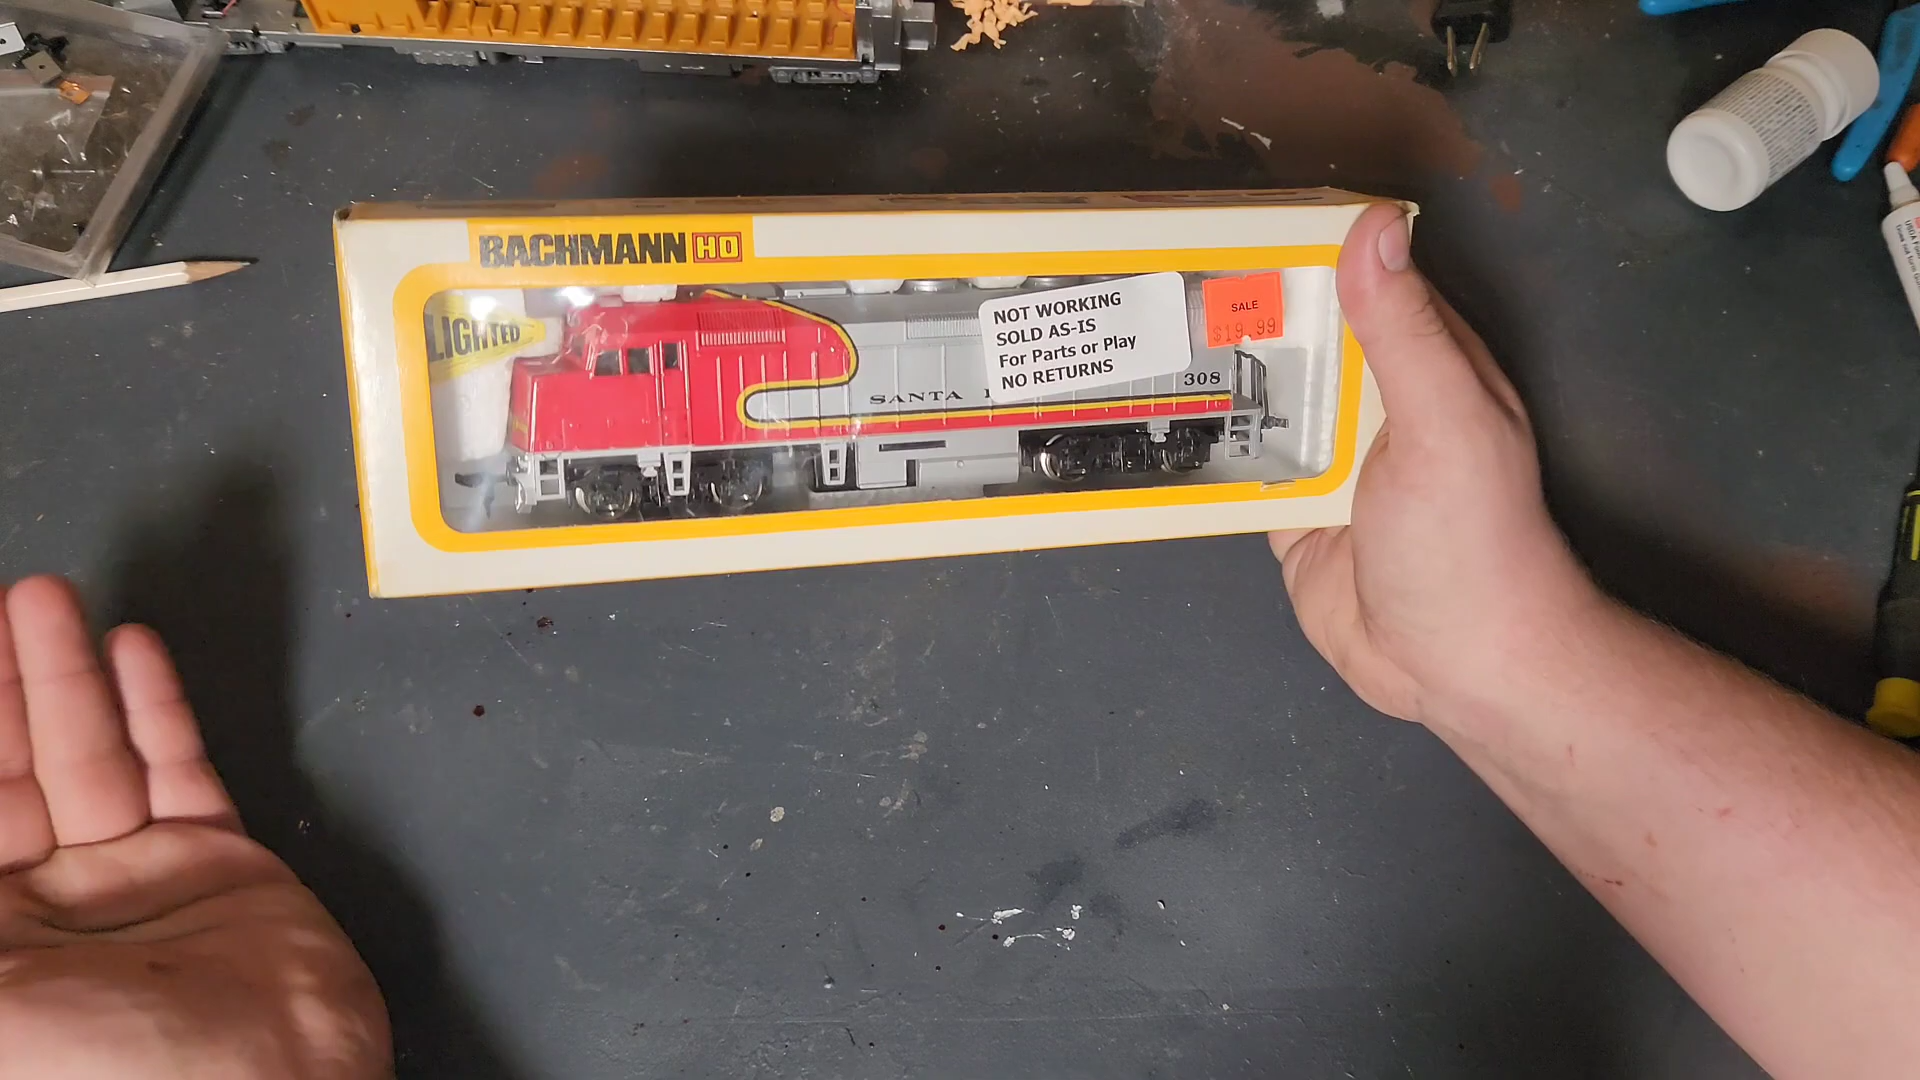 BACHMANN HO
LIGHTED
NOT WORKING
SOLD AS-IS
For Parts or Play
NO RETURNS
SALE
$19.99
SANTA
308